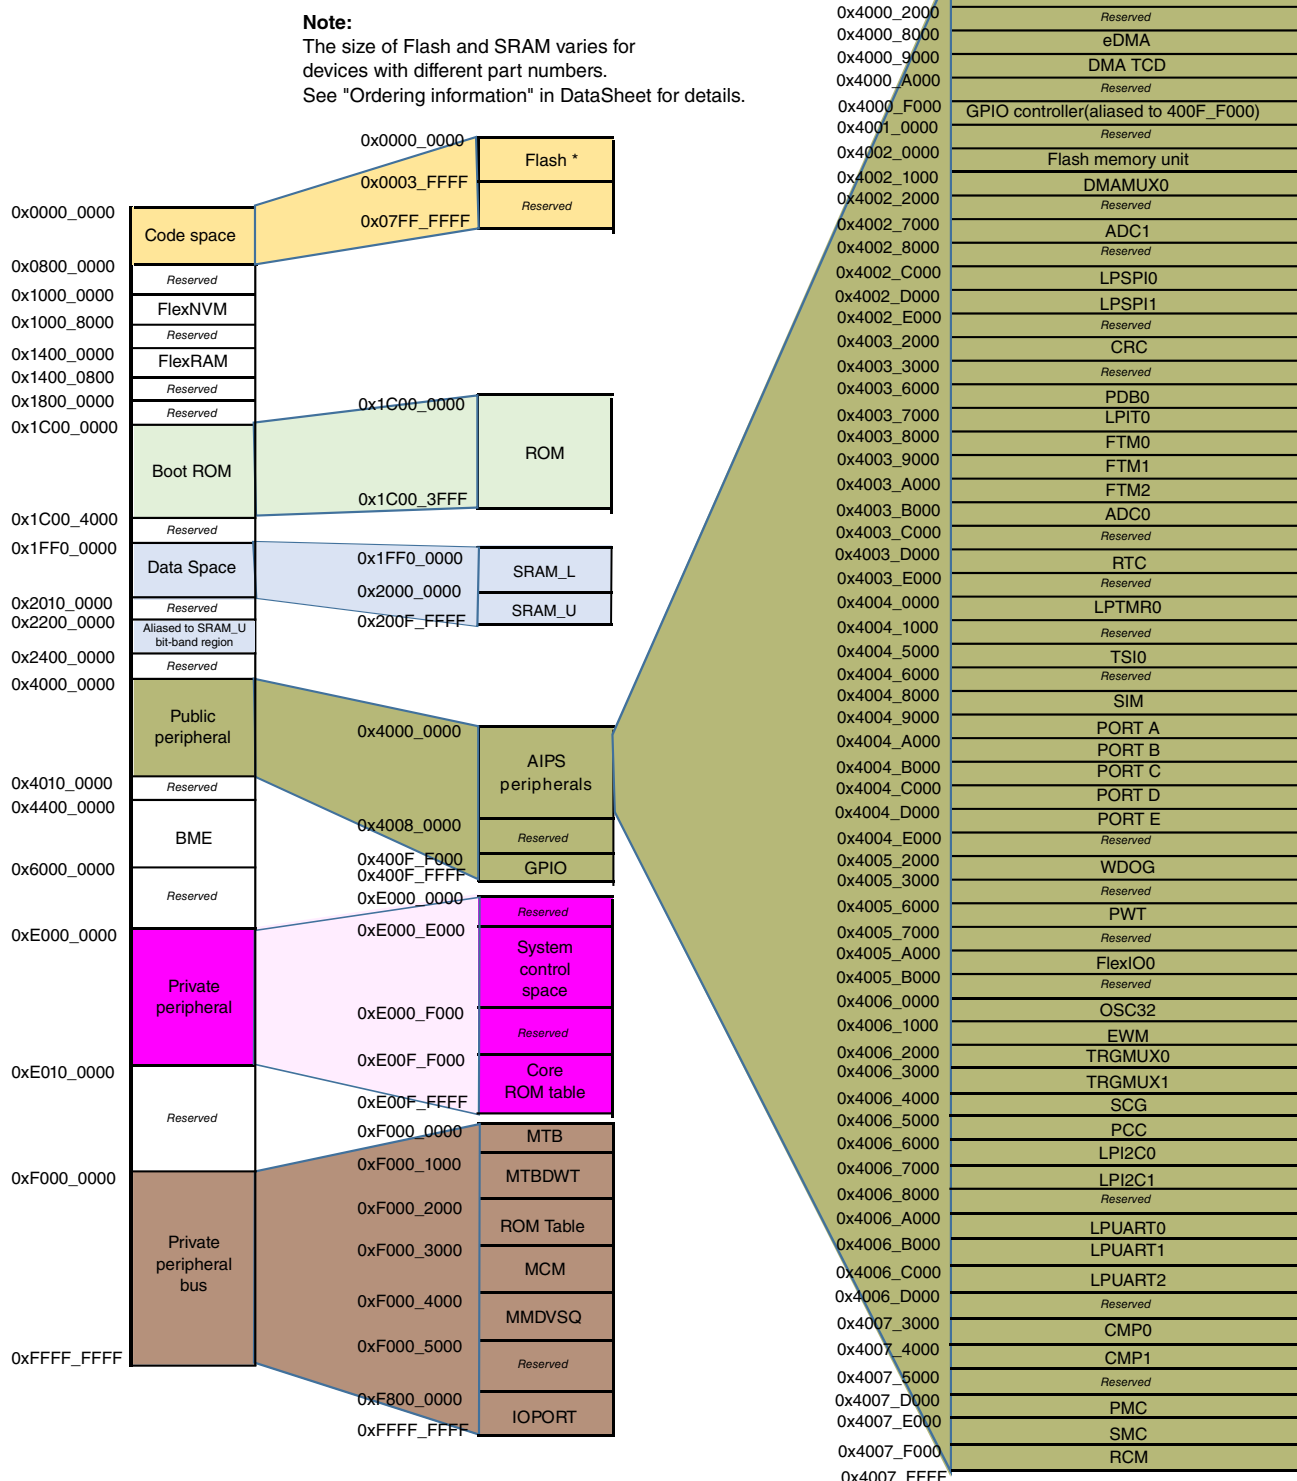 Note:
The size of Flash and SRAM varies for
devices with different part numbers.
See "Ordering information" in DataSheet for details.
0x0000_0000
Code space
0x0800_0000
Reserved
0x1000_0000
FlexNVM
0x1000_8000
Reserved
0x1400_0000
FlexRAM
0x1400_0800
Reserved
0x1800_0000
Reserved
0x1C00_0000
Boot ROM
0x1C00_4000
Reserved
0x1FF0_0000
Data Space
0x2010_0000
Reserved
0x2200_0000
Aliased to SRAM_U
bit-band region
0x2400_0000
Reserved
0x4000_0000
Public
peripheral
0x4010_0000
Reserved
0x4400_0000
BME
0x6000_0000
Reserved
0xE000_0000
Private
peripheral
0xE010_0000
Reserved
0xF000_0000
Private
peripheral
bus
0xFFFF_FFFF
0x0000_0000
Flash *
0x0003_FFFF
Reserved
0x07FF_FFFF
0x1C00_0000
ROM
0x1C00_3FFF
0x1FF0_0000
SRAM_L
0x2000_0000
SRAM_U
0x200F_FFFF
0x4000_0000
AIPS
peripherals
0x4008_0000
Reserved
0x400F_F000
GPIO
0x400F_FFFF
0xE000_0000
Reserved
0xE000_E000
System
control
space
0xE000_F000
Reserved
0xE00F_F000
Core
ROM table
0xE00F_FFFF
0xF000_0000
MTB
0xF000_1000
MTBDWT
0xF000_2000
ROM Table
0xF000_3000
MCM
0xF000_4000
MMDVSQ
0xF000_5000
Reserved
0xF800_0000
IOPORT
0xFFFF_FFFF
0x4000_2000
Reserved
0x4000_8000
eDMA
0x4000_9000
DMA TCD
0x4000_A000
Reserved
0x4000_F000
GPIO controller(aliased to 400F_F000)
0x4001_0000
Reserved
0x4002_0000
Flash memory unit
0x4002_1000
DMAMUX0
0x4002_2000
Reserved
0x4002_7000
ADC1
0x4002_8000
Reserved
0x4002_C000
LPSPI0
0x4002_D000
LPSPI1
0x4002_E000
Reserved
0x4003_2000
CRC
0x4003_3000
Reserved
0x4003_6000
PDB0
0x4003_7000
LPIT0
0x4003_8000
FTM0
0x4003_9000
FTM1
0x4003_A000
FTM2
0x4003_B000
ADC0
0x4003_C000
Reserved
0x4003_D000
RTC
0x4003_E000
Reserved
0x4004_0000
LPTMR0
0x4004_1000
Reserved
0x4004_5000
TSI0
0x4004_6000
Reserved
0x4004_8000
SIM
0x4004_9000
PORT A
0x4004_A000
PORT B
0x4004_B000
PORT C
0x4004_C000
PORT D
0x4004_D000
PORT E
0x4004_E000
Reserved
0x4005_2000
WDOG
0x4005_3000
Reserved
0x4005_6000
PWT
0x4005_7000
Reserved
0x4005_A000
FlexIO0
0x4005_B000
Reserved
0x4006_0000
OSC32
0x4006_1000
EWM
0x4006_2000
TRGMUX0
0x4006_3000
TRGMUX1
0x4006_4000
SCG
0x4006_5000
PCC
0x4006_6000
LPI2C0
0x4006_7000
LPI2C1
0x4006_8000
Reserved
0x4006_A000
LPUART0
0x4006_B000
LPUART1
0x4006_C000
LPUART2
0x4006_D000
Reserved
0x4007_3000
CMP0
0x4007_4000
CMP1
0x4007_5000
Reserved
0x4007_D000
PMC
0x4007_E000
SMC
0x4007_F000
RCM
0x4007_FFFF